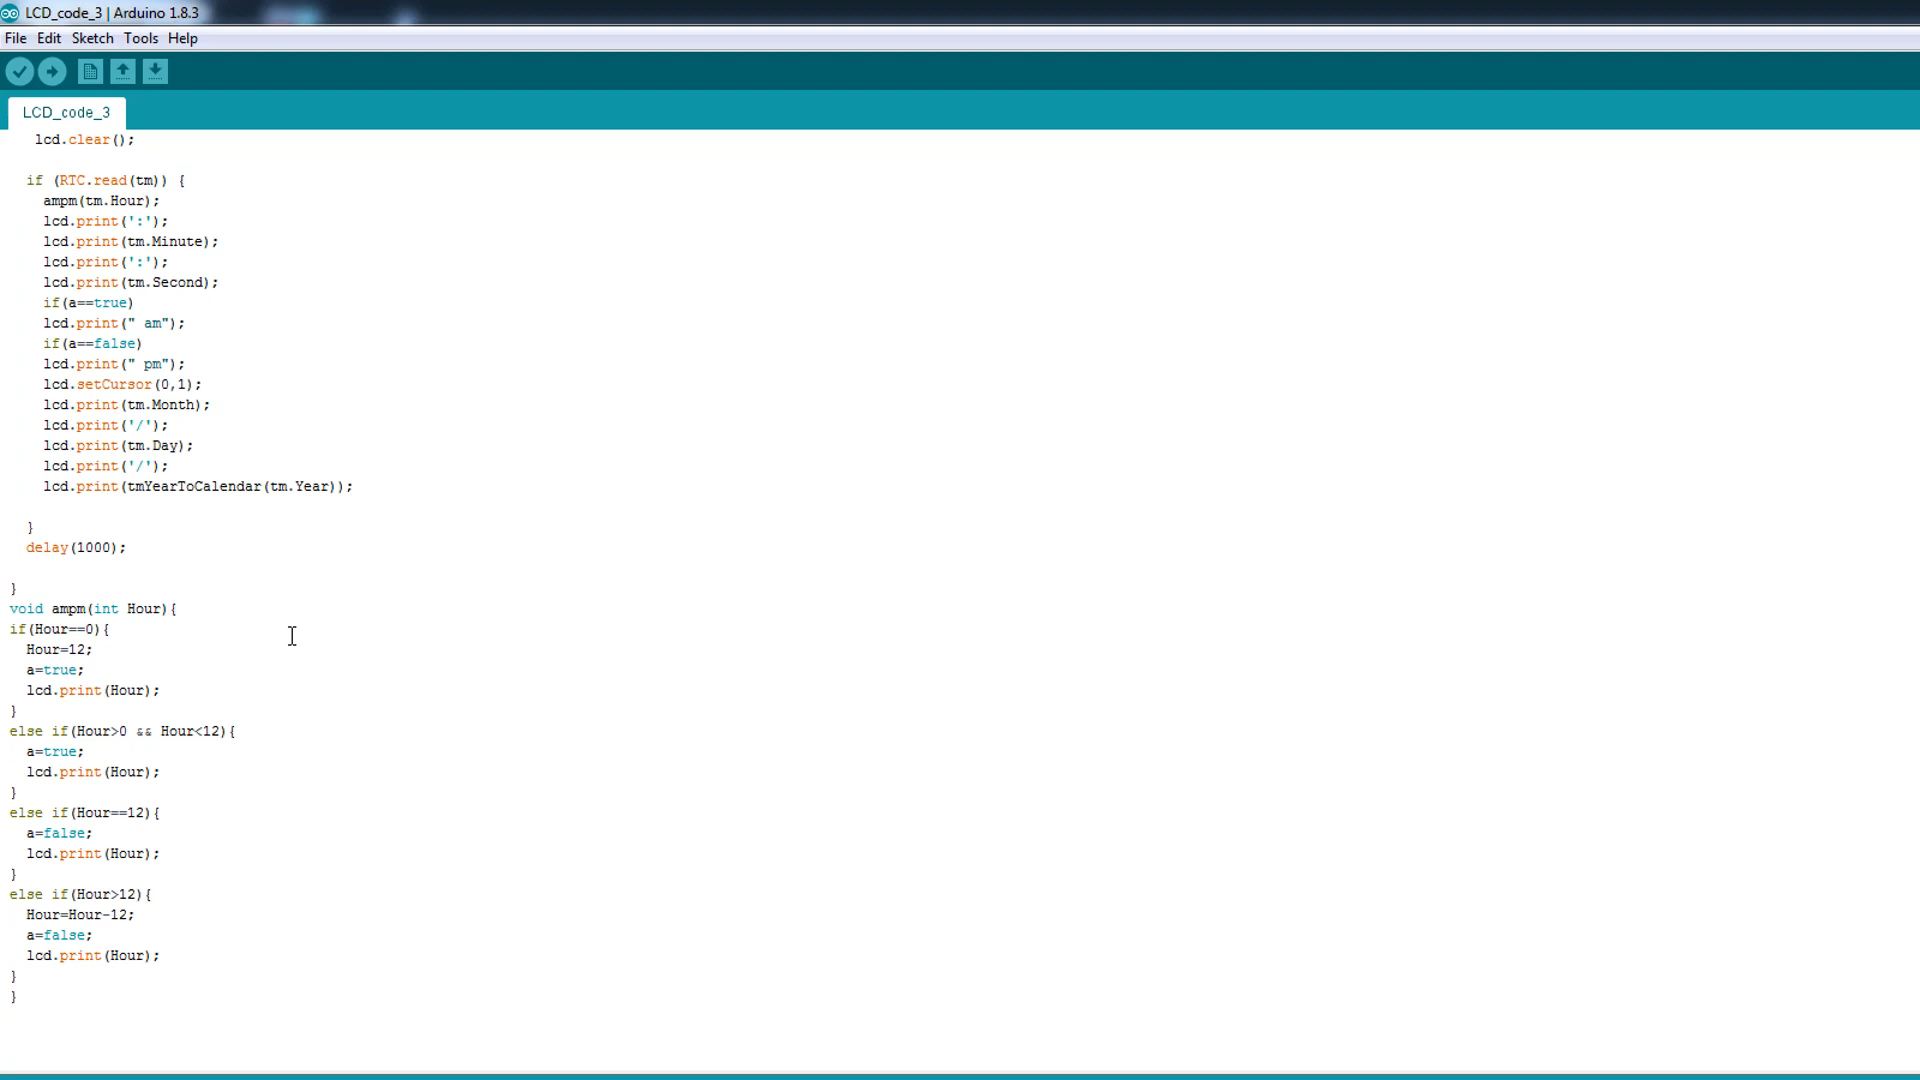 LCD_code_3 | Arduino 1.8.3
File Edit Sketch Tools Help
LCD_code_3
lcd.clear();
if (RTC.read(tm)) {
ampm(tm.Hour);
lcd.print(':');
lcd.print(tm.Minute);
lcd.print(':');
lcd.print(tm.Second);
if(a==true)
lcd.print(" am");
if(a==false)
lcd.print(" pm");
lcd.setCursor(0,1);
lcd.print(tm.Month);
lcd.print('/');
lcd.print(tm.Day);
lcd.print('/');
lcd.print(tmYearToCalendar(tm.Year));
}
delay(1000);
}
void ampm(int Hour){
if(Hour==0){
Hour=12;
a=true;
lcd.print(Hour);
}
else if(Hour>0 && Hour<12){
a=true;
lcd.print(Hour);
}
else if(Hour==12){
a=false;
lcd.print(Hour);
}
else if(Hour>12){
Hour=Hour-12;
a=false;
lcd.print(Hour);
}
}